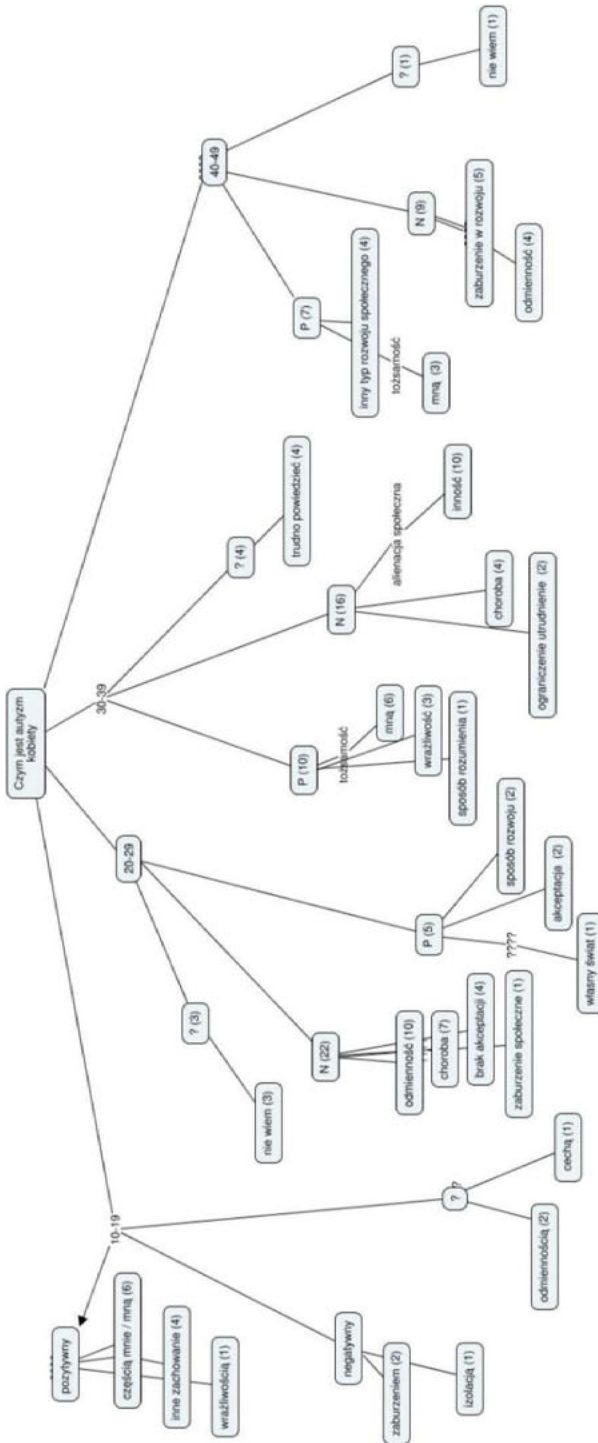 Czym jest autyzm
kobiety
10-19
pozytywny
częścią mnie / mną (6)
inne zachowanie (4)
wrażliwością (1)
negatywny
zaburzeniem (2)
izolacją (1)
?
??
odmiennością (2)
cechą (1)
20-29
? (3)
nie wiem (3)
N (22)
odmienność (10)
choroba (7)
brak akceptacji (4)
zaburzenie społeczne (1)
P (5)
????
własny świat (1)
akceptacja (2)
sposób rozwoju (2)
30-39
P (10)
tożsamość
mną (6)
wrażliwość (3)
sposób rozumienia (1)
N (16)
alienacja społeczna
inność (10)
choroba (4)
ograniczenie utrudnienie (2)
? (4)
trudno powiedzieć (4)
40-49
P (7)
inny typ rozwoju społecznego (4)
tożsamość
mną (3)
N (9)
zaburzenie w rozwoju (5)
odmienność (4)
? (1)
nie wiem (1)